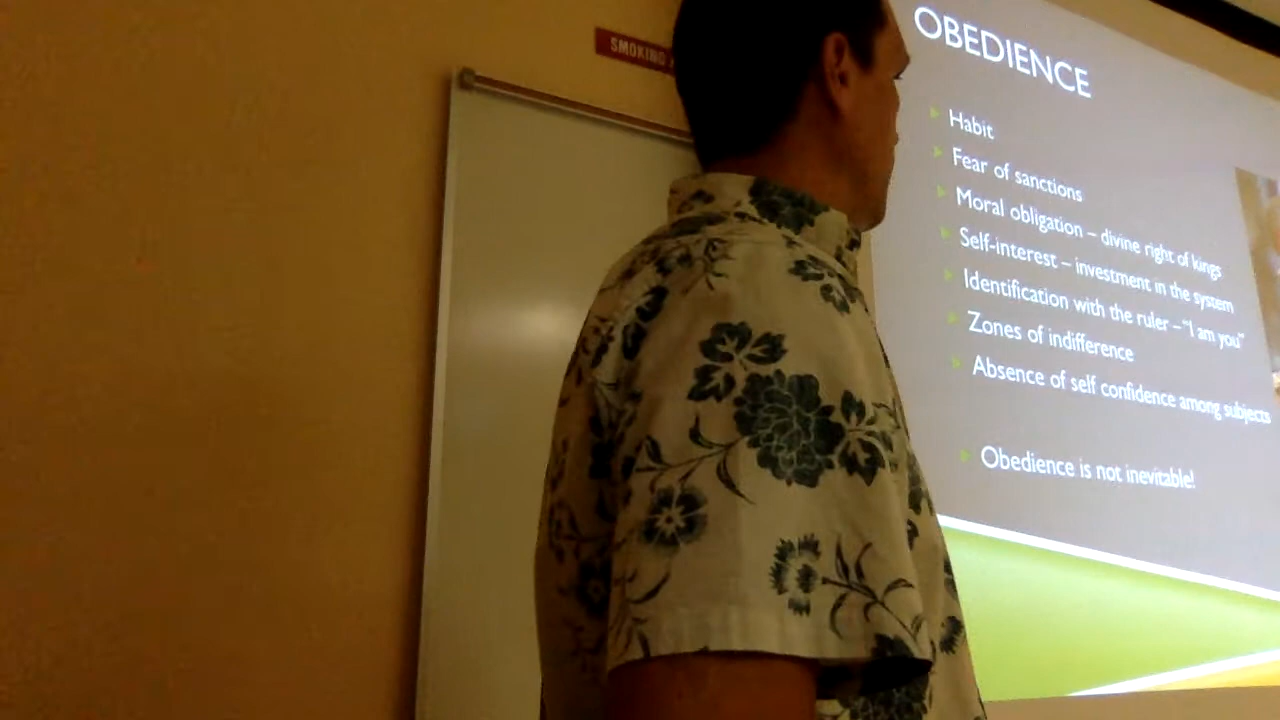 SMOKING
OBEDIENCE
Habit
Fear of sanctions
Moral obligation – divine right of kings
Self-interest – investment in the system
Identification with the ruler – "I am you"
Zones of indifference
Absence of self confidence among subjects
Obedience is not inevitable!